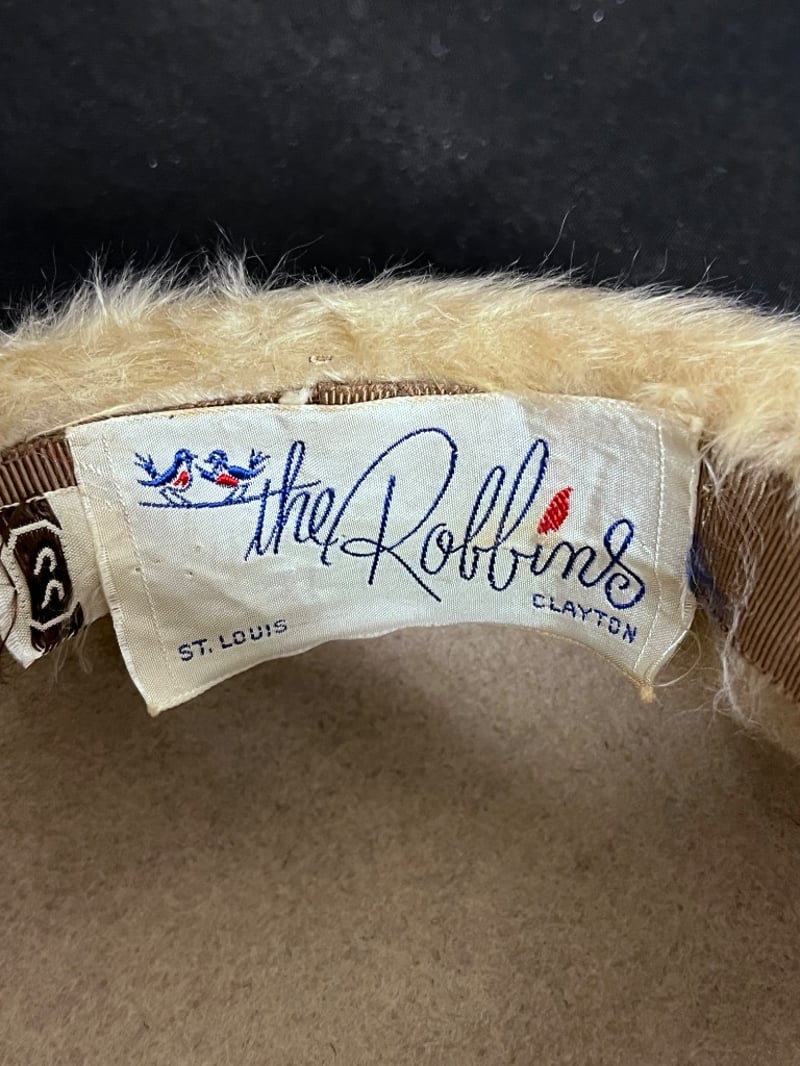 the Robbins
CLAYTON
ST. LOUIS